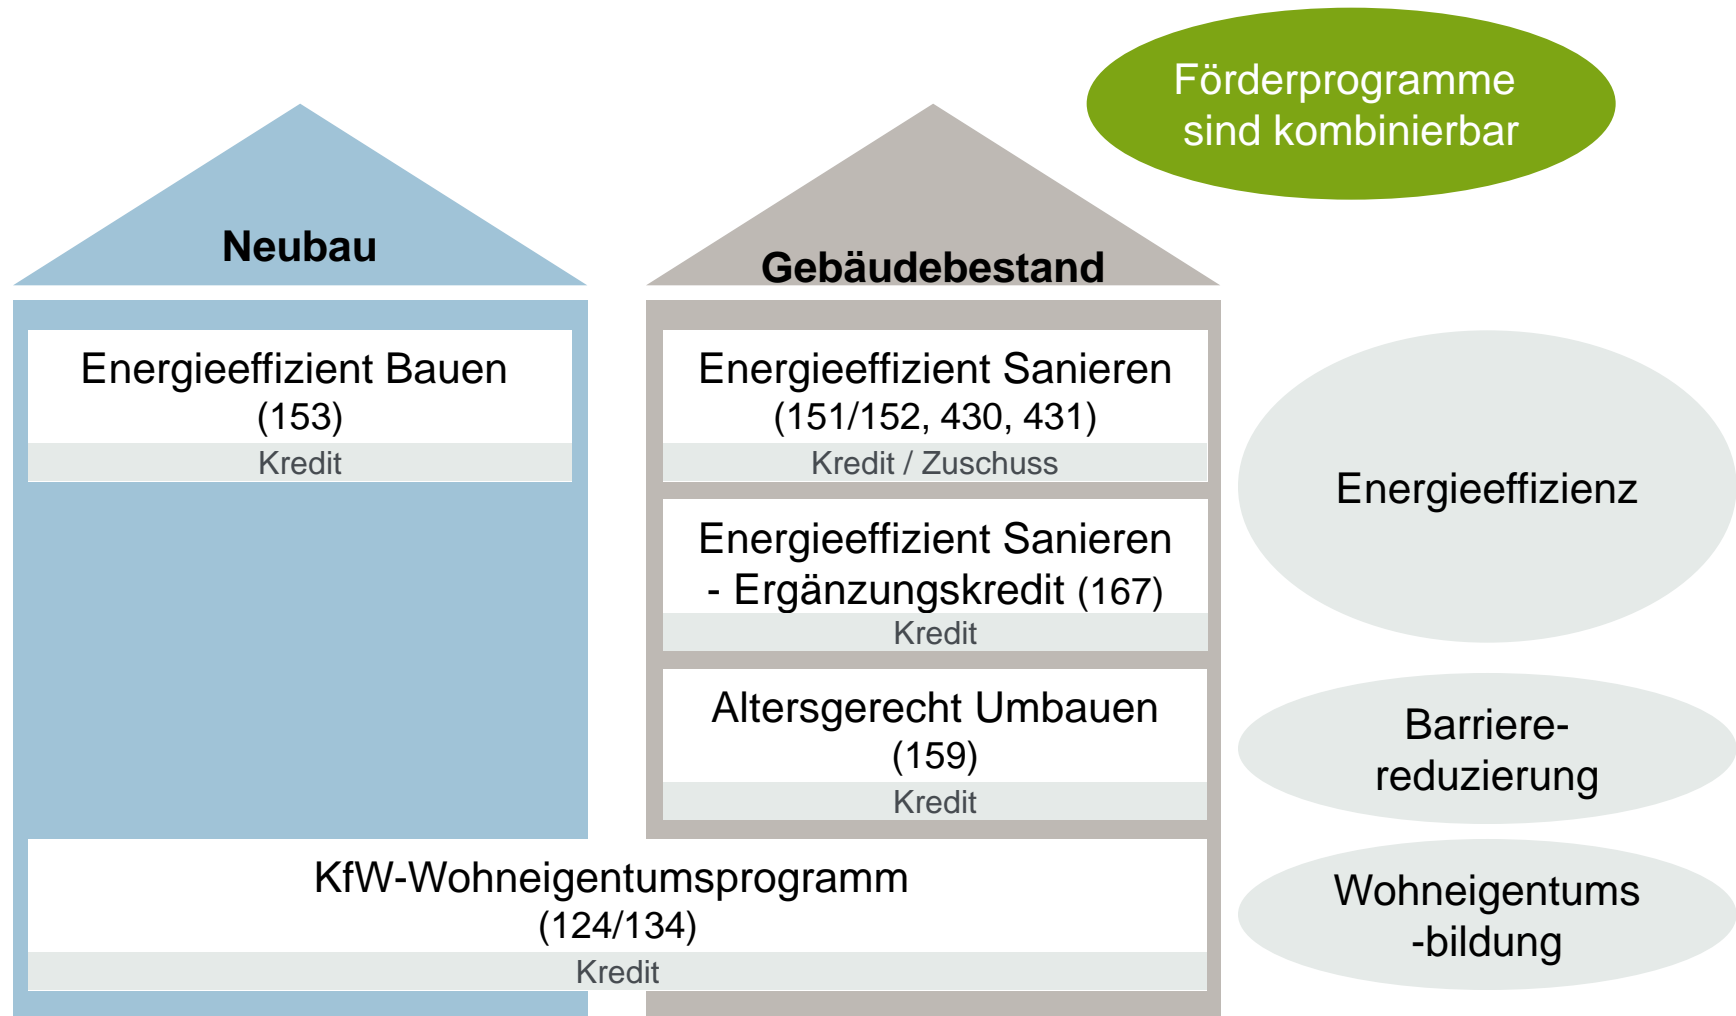 Förderprogramme
sind kombinierbar
Neubau
Gebäudebestand
Energieeffizient Bauen
(153)
Kredit
Energieeffizient Sanieren
(151/152, 430, 431)
Kredit / Zuschuss
Energieeffizient Sanieren
- Ergänzungskredit (167)
Kredit
Energieeffizienz
Altersgerecht Umbauen
(159)
Kredit
Barriere-
reduzierung
KfW-Wohneigentumsprogramm
(124/134)
Kredit
Wohneigentums
-bildung